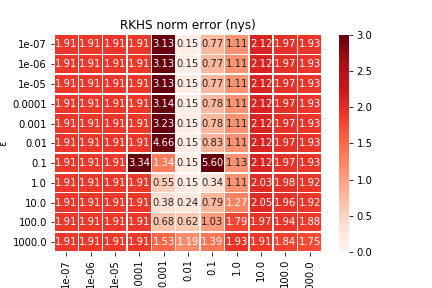 RKHS norm error (nys)
1e-07 1.91 1.91 1.91 1.91 3.13 0.15 0.77 1.11 2.12 1.97 1.93
1e-06 1.91 1.91 1.91 1.91 3.13 0.15 0.77 1.11 2.12 1.97 1.93
1e-05 1.91 1.91 1.91 1.91 3.13 0.15 0.77 1.11 2.12 1.97 1.93
0.0001 1.91 1.91 1.91 1.91 3.14 0.15 0.78 1.11 2.12 1.97 1.93
0.001 1.91 1.91 1.91 1.91 3.23 0.15 0.78 1.11 2.12 1.97 1.93
0.01 1.91 1.91 1.91 1.91 4.66 0.15 0.83 1.11 2.12 1.97 1.93
0.1 1.91 1.91 1.91 3.34 1.34 0.15 5.60 1.13 2.12 1.97 1.93
1.0 1.91 1.91 1.91 1.91 0.55 0.15 0.34 1.11 2.03 1.98 1.92
10.0 1.91 1.91 1.91 1.91 0.38 0.24 0.79 1.27 2.05 1.96 1.92
100.0 1.91 1.91 1.91 1.91 0.68 0.62 1.03 1.79 1.97 1.94 1.88
1000.0 1.91 1.91 1.91 1.91 1.53 1.19 1.39 1.93 1.91 1.84 1.75
1e-07 1e-06 1e-05 0001 0.001 0.01 0.1 1.0 10.0 100.0 000.0
ε
3.0
2.5
2.0
1.5
1.0
0.5
0.0